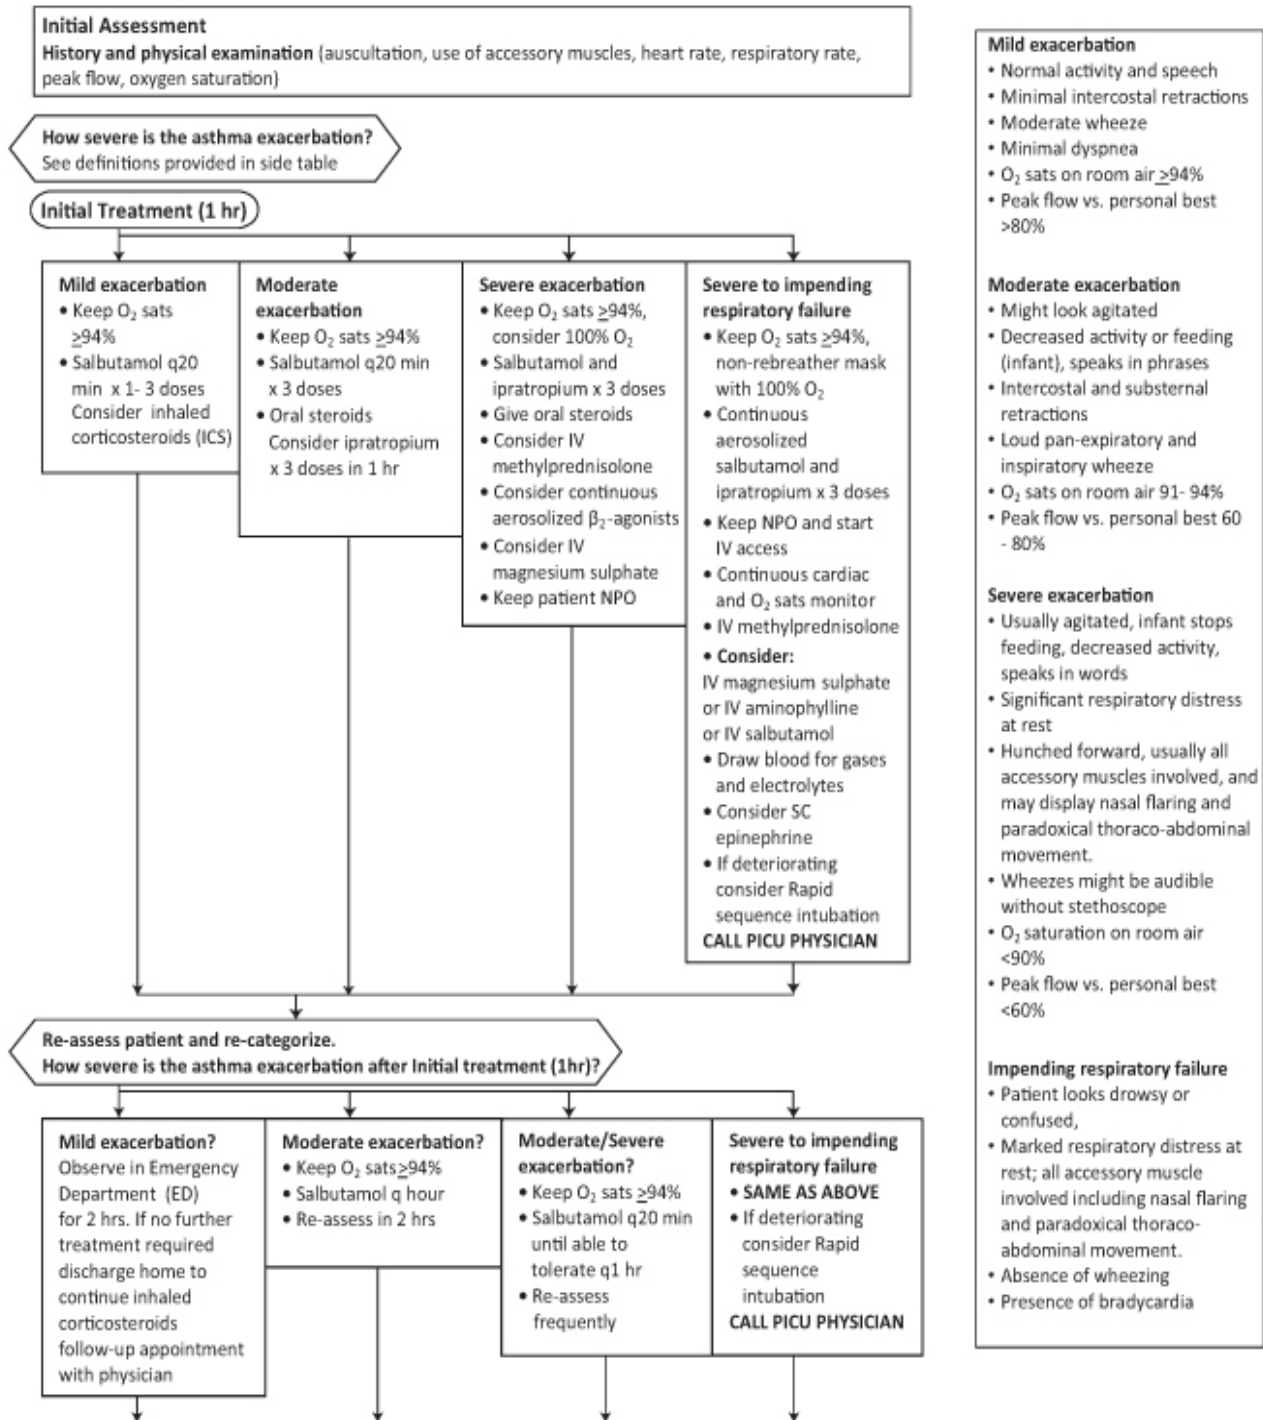 Initial Assessment
History and physical examination (auscultation, use of accessory muscles, heart rate, respiratory rate,
peak flow, oxygen saturation)
How severe is the asthma exacerbation?
See definitions provided in side table
Initial Treatment (1 hr)
Mild exacerbation
• Keep O₂ sats
≥94%
• Salbutamol q20
min x 1- 3 doses
Consider inhaled
corticosteroids (ICS)
Moderate
exacerbation
• Keep O₂ sats ≥94%
• Salbutamol q20 min
x 3 doses
• Oral steroids
Consider ipratropium
x 3 doses in 1 hr
Severe exacerbation
• Keep O₂ sats ≥94%,
consider 100% O₂
• Salbutamol and
ipratropium x 3 doses
• Give oral steroids
• Consider IV
methylprednisolone
• Consider continuous
aerosolized β₂-agonists
• Consider IV
magnesium sulphate
• Keep patient NPO
Severe to impending
respiratory failure
• Keep O₂ sats ≥94%,
non-rebreather mask
with 100% O₂
• Continuous
aerosolized
salbutamol and
ipratropium x 3 doses
• Keep NPO and start
IV access
• Continuous cardiac
and O₂ sats monitor
• IV methylprednisolone
• Consider:
IV magnesium sulphate
or IV aminophylline
or IV salbutamol
• Draw blood for gases
and electrolytes
• Consider SC
epinephrine
• If deteriorating
consider Rapid
sequence intubation
CALL PICU PHYSICIAN
Re-assess patient and re-categorize.
How severe is the asthma exacerbation after Initial treatment (1hr)?
Mild exacerbation?
Observe in Emergency
Department (ED)
for 2 hrs. If no further
treatment required
discharge home to
continue inhaled
corticosteroids
follow-up appointment
with physician
Moderate exacerbation?
• Keep O₂ sats ≥94%
• Salbutamol q hour
• Re-assess in 2 hrs
Moderate/Severe
exacerbation?
• Keep O₂ sats ≥94%
• Salbutamol q20 min
until able to
tolerate q1 hr
• Re-assess
frequently
Severe to impending
respiratory failure
• SAME AS ABOVE
• If deteriorating
consider Rapid
sequence
intubation
CALL PICU PHYSICIAN
Mild exacerbation
• Normal activity and speech
• Minimal intercostal retractions
• Moderate wheeze
• Minimal dyspnea
• O₂ sats on room air ≥94%
• Peak flow vs. personal best
>80%
Moderate exacerbation
• Might look agitated
• Decreased activity or feeding
(infant), speaks in phrases
• Intercostal and substernal
retractions
• Loud pan-expiratory and
inspiratory wheeze
• O₂ sats on room air 91- 94%
• Peak flow vs. personal best 60
- 80%
Severe exacerbation
• Usually agitated, infant stops
feeding, decreased activity,
speaks in words
• Significant respiratory distress
at rest
• Hunched forward, usually all
accessory muscles involved, and
may display nasal flaring and
paradoxical thoraco-abdominal
movement.
• Wheezes might be audible
without stethoscope
• O₂ saturation on room air
<90%
• Peak flow vs. personal best
<60%
Impending respiratory failure
• Patient looks drowsy or
confused,
• Marked respiratory distress at
rest; all accessory muscle
involved including nasal flaring
and paradoxical thoraco-
abdominal movement.
• Absence of wheezing
• Presence of bradycardia